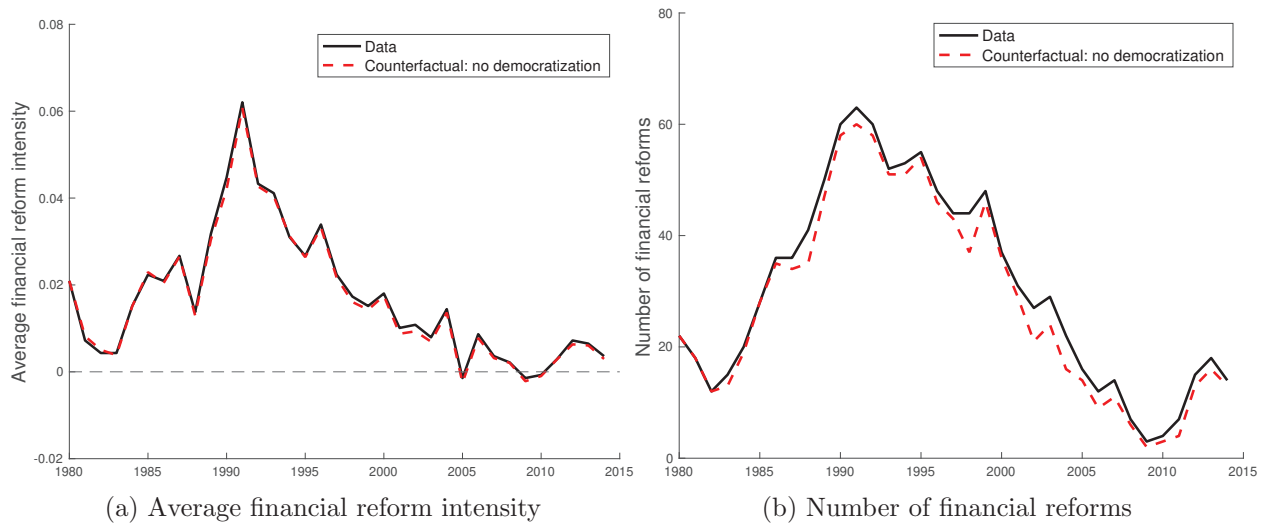 0.08
0.06
0.04
0.02
0
-0.02
Average financial reform intensity
Data
Counterfactual: no democratization
1980 1985 1990 1995 2000 2005 2010 2015
(a) Average financial reform intensity
80
60
40
20
0
Number of financial reforms
Data
Counterfactual: no democratization
1980 1985 1990 1995 2000 2005 2010 2015
(b) Number of financial reforms